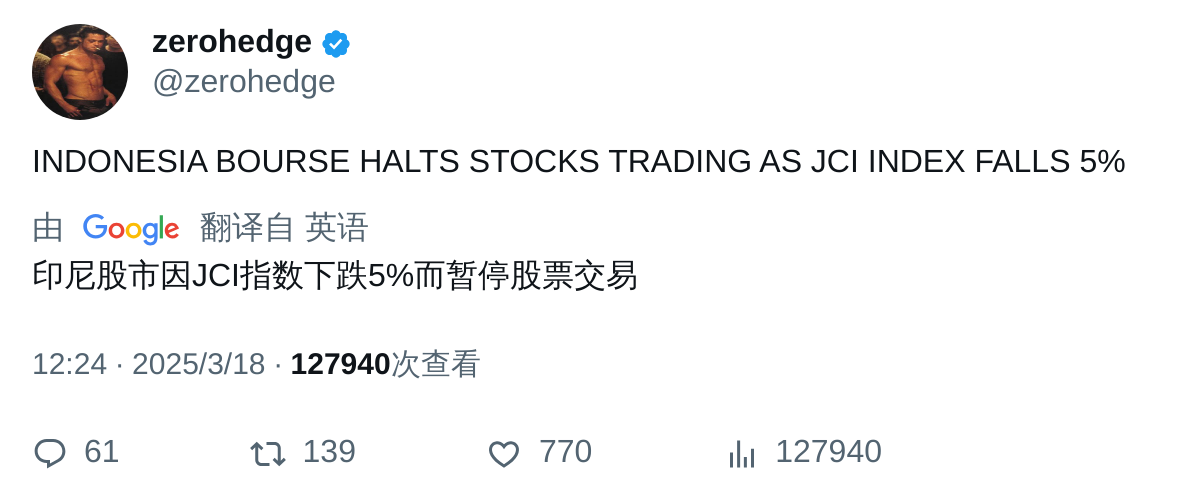 zerohedge
@zerohedge
INDONESIA BOURSE HALTS STOCKS TRADING AS JCI INDEX FALLS 5%
由 Google 翻译自 英语
印尼股市因JCI指数下跌5%而暂停股票交易
12:24 · 2025/3/18 · 127940次查看
61 139 770 127940